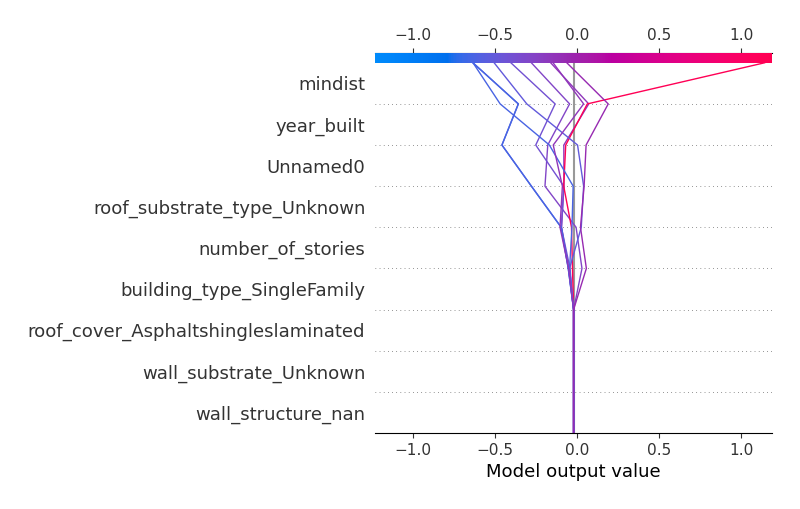 −1.0 −0.5 0.0 0.5 1.0
mindist
year_built
Unnamed0
roof_substrate_type_Unknown
number_of_stories
building_type_SingleFamily
roof_cover_Asphaltshingleslaminated
wall_substrate_Unknown
wall_structure_nan
−1.0 −0.5 0.0 0.5 1.0
Model output value